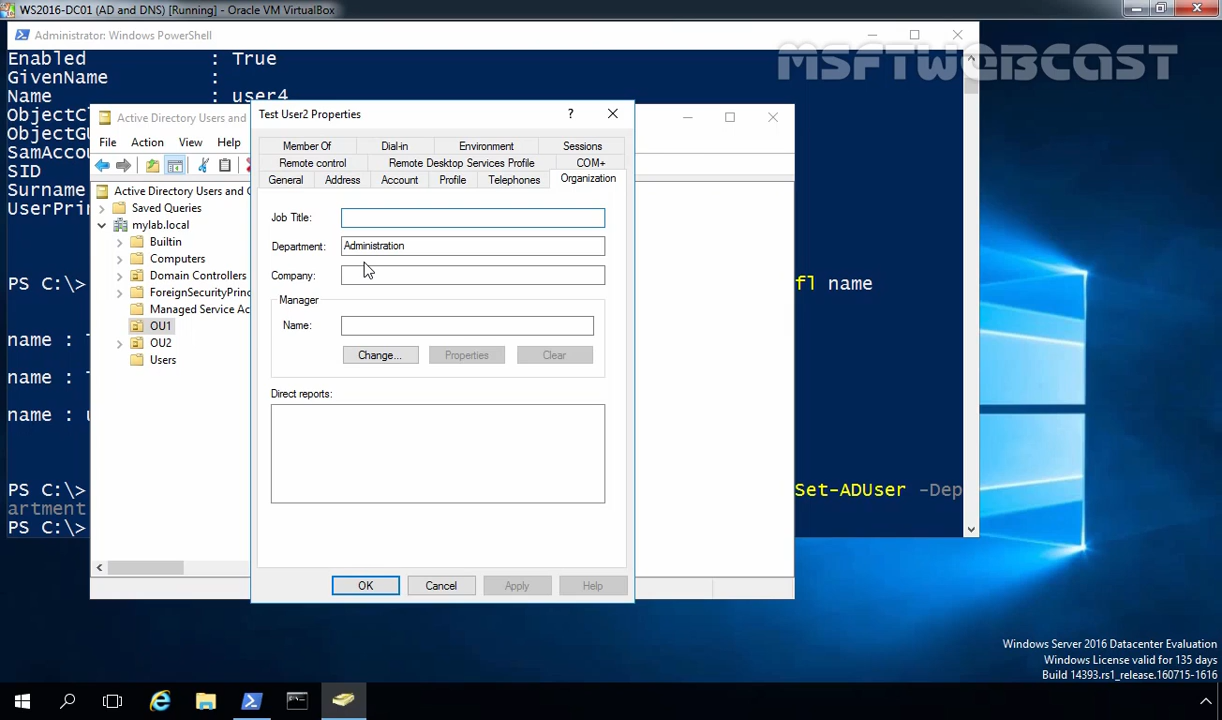 WS2016-DC01 (AD and DNS) [Running] - Oracle VM VirtualBox
Administrator: Windows PowerShell
MSFTWEBCAST
Enabled : True
GivenName :
Name : user4
ObjectC
ObjectGU
SamAcco
SID
Surname
UserPrin
PS C:\> fl name
name : T
name : T
name : u
PS C:\> Set-ADUser -Dep
artment
PS C:\>
Active Directory Users and
File Action View Help
Active Directory Users and C
Saved Queries
mylab.local
Builtin
Computers
Domain Controllers
ForeignSecurityPrinc
Managed Service Ac
OU1
OU2
Users
Test User2 Properties
?
Member Of Dial-in Environment Sessions
Remote control Remote Desktop Services Profile COM+
General Address Account Profile Telephones Organization
Job Title:
Department: Administration
Company:
Manager
Name:
Change... Properties Clear
Direct reports:
OK Cancel Apply Help
Windows Server 2016 Datacenter Evaluation
Windows License valid for 135 days
Build 14393.rs1_release.160715-1616